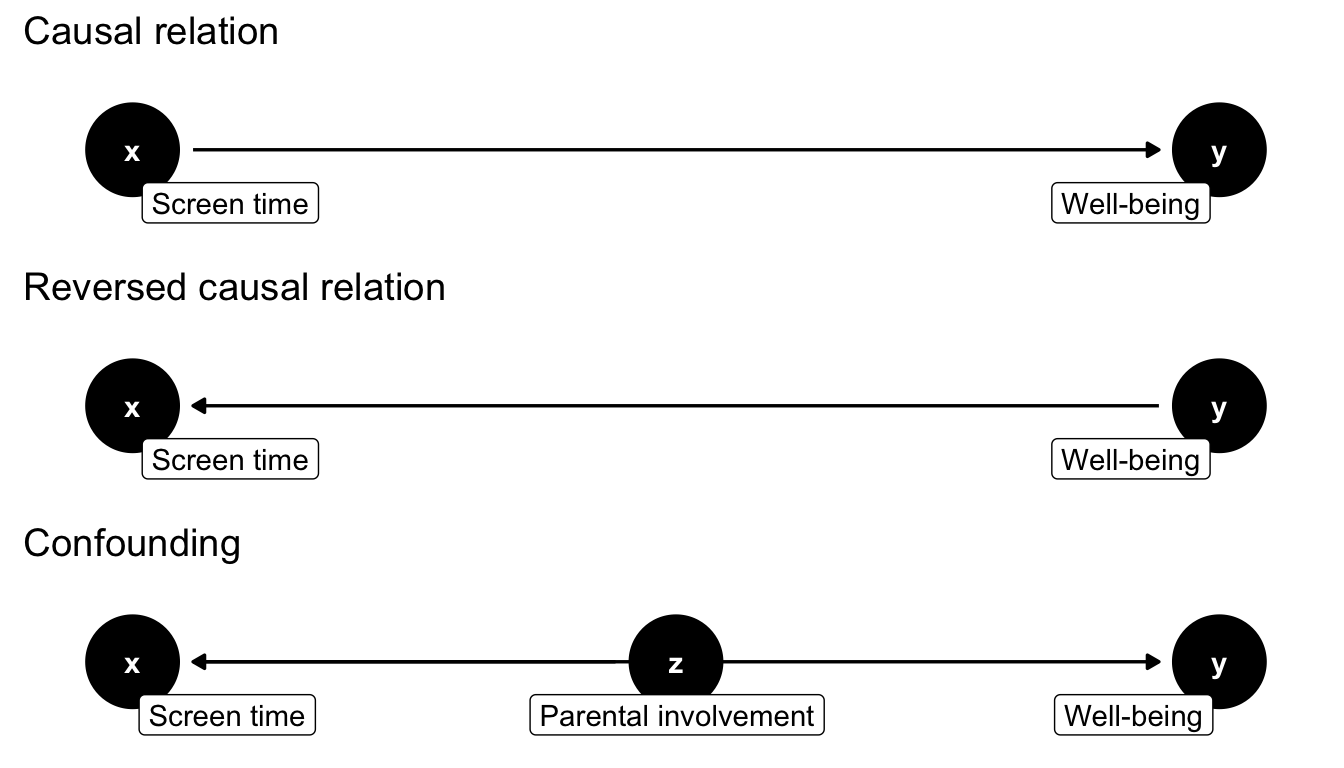 Causal relation
x
y
Screen time
Well-being
Reversed causal relation
x
y
Screen time
Well-being
Confounding
x
z
y
Screen time
Parental involvement
Well-being